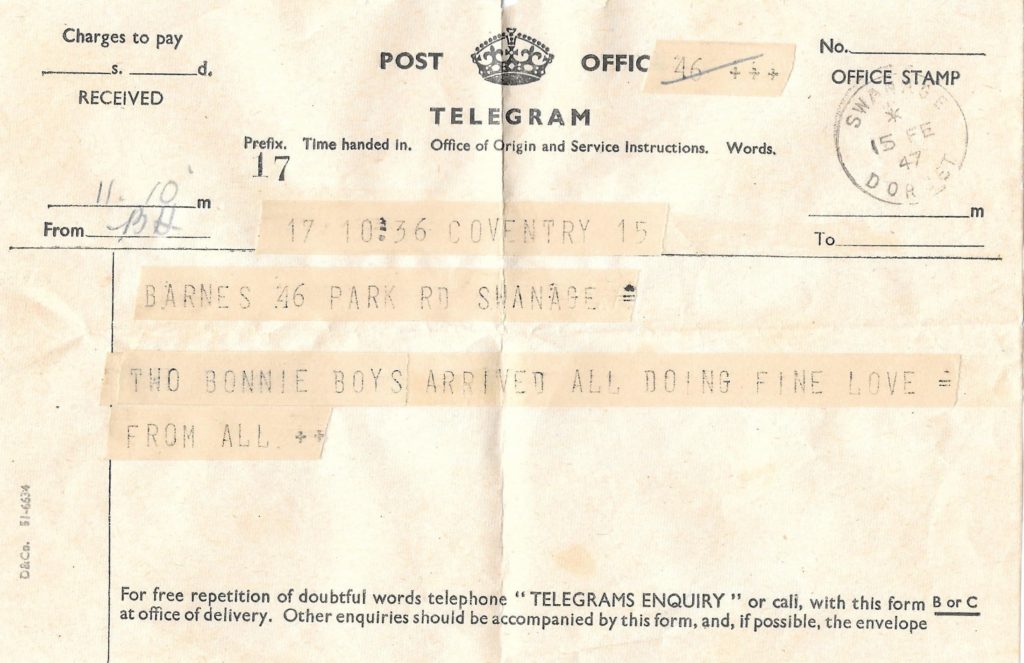 Charges to pay
s. d.
RECEIVED
POST OFFIC
46 +++
No.
OFFICE STAMP
TELEGRAM
Prefix. Time handed in. Office of Origin and Service Instructions. Words.
17
SWANAGE
15 FE
47
DORSET
11.10 m
From
m
To
17 10:36 COVENTRY 15
BARNES 46 PARK RD SWANAGE =
TWO BONNIE BOYS ARRIVED ALL DOING FINE LOVE =
FROM ALL ++
D&Co. 51-6634
For free repetition of doubtful words telephone "TELEGRAMS ENQUIRY" or call, with this form B or C
at office of delivery. Other enquiries should be accompanied by this form, and, if possible, the envelope